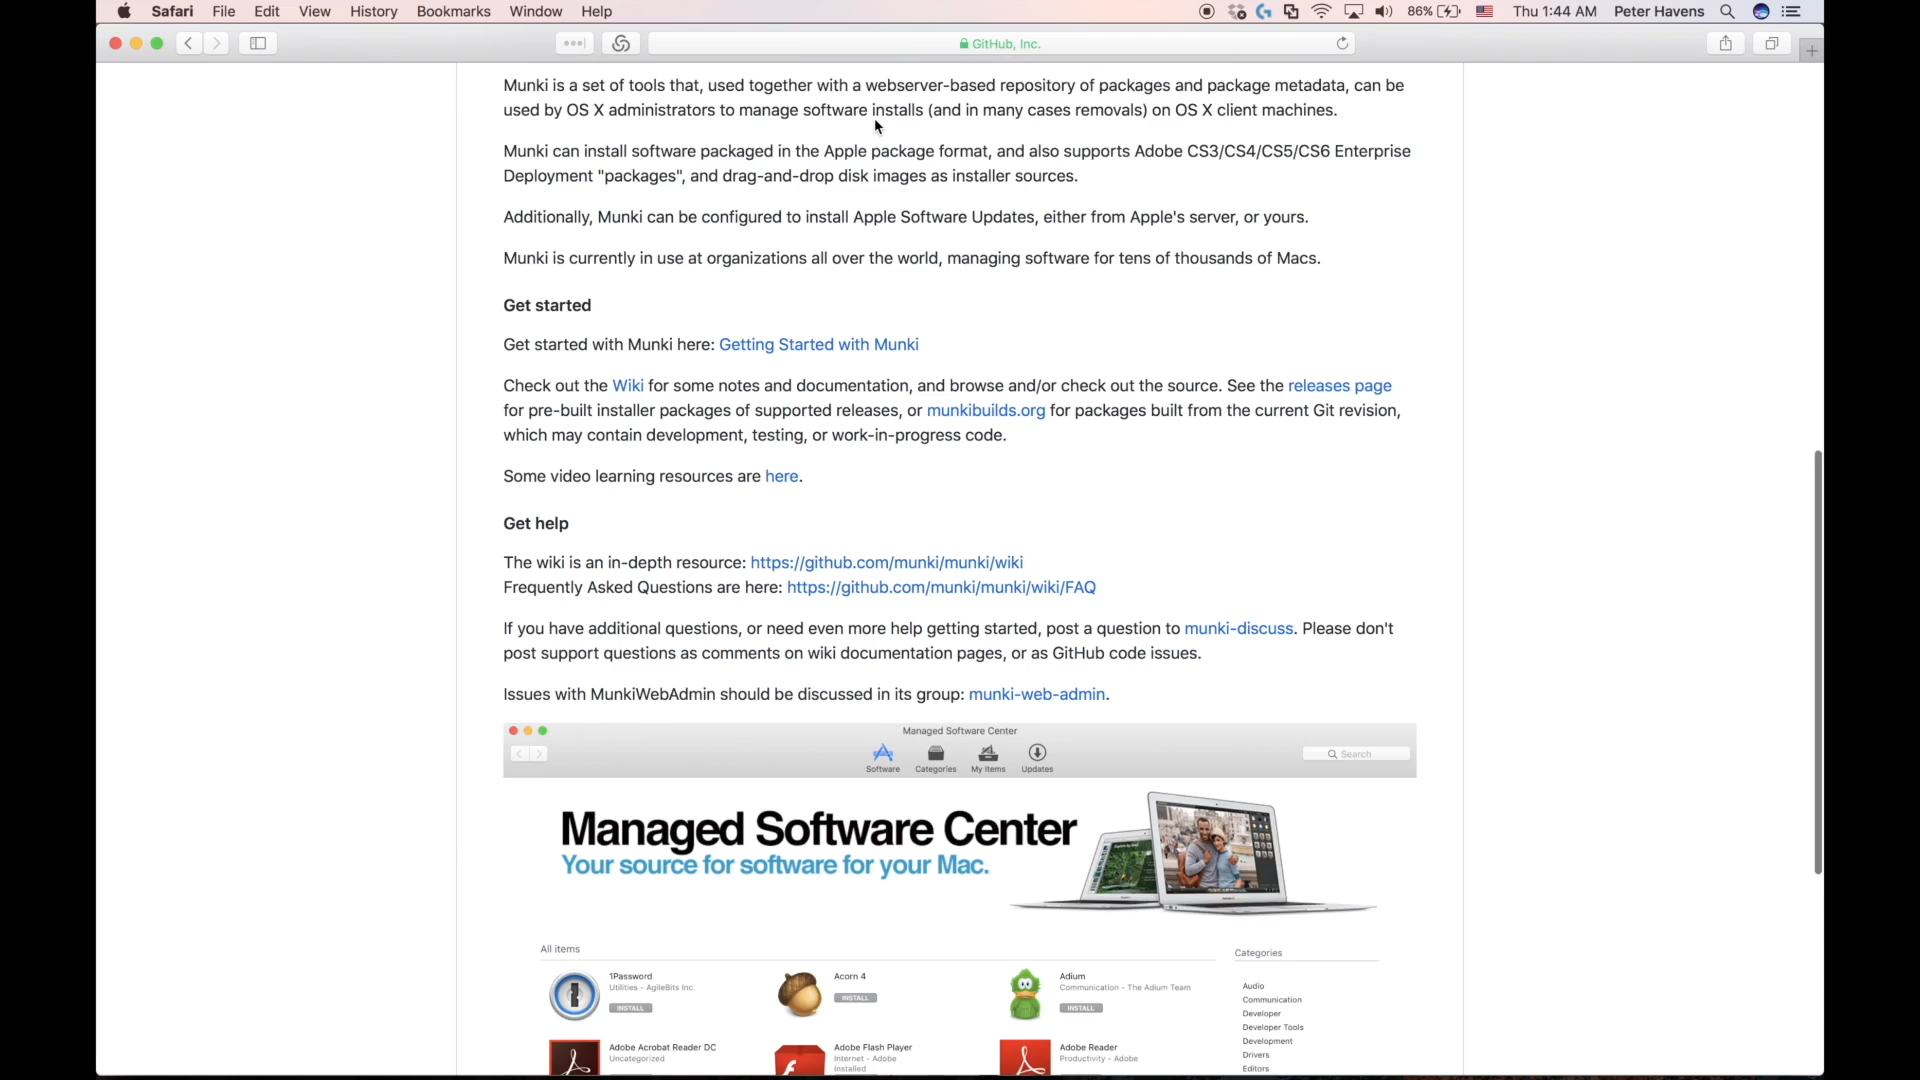 Safari File Edit View History Bookmarks Window Help 86% Thu 1:44 AM Peter Havens
GitHub, Inc.
Munki is a set of tools that, used together with a webserver-based repository of packages and package metadata, can be
used by OS X administrators to manage software installs (and in many cases removals) on OS X client machines.
Munki can install software packaged in the Apple package format, and also supports Adobe CS3/CS4/CS5/CS6 Enterprise
Deployment "packages", and drag-and-drop disk images as installer sources.
Additionally, Munki can be configured to install Apple Software Updates, either from Apple's server, or yours.
Munki is currently in use at organizations all over the world, managing software for tens of thousands of Macs.
Get started
Get started with Munki here: Getting Started with Munki
Check out the Wiki for some notes and documentation, and browse and/or check out the source. See the releases page
for pre-built installer packages of supported releases, or munkibuilds.org for packages built from the current Git revision,
which may contain development, testing, or work-in-progress code.
Some video learning resources are here.
Get help
The wiki is an in-depth resource: https://github.com/munki/munki/wiki
Frequently Asked Questions are here: https://github.com/munki/munki/wiki/FAQ
If you have additional questions, or need even more help getting started, post a question to munki-discuss. Please don't
post support questions as comments on wiki documentation pages, or as GitHub code issues.
Issues with MunkiWebAdmin should be discussed in its group: munki-web-admin.
Managed Software Center
Software Categories My Items Updates Search
Managed Software Center
Your source for software for your Mac.
All items
1Password
Utilities - AgileBits Inc.
INSTALL
Acorn 4
INSTALL
Adium
Communication - The Adium Team
INSTALL
Adobe Acrobat Reader DC
Uncategorized
Adobe Flash Player
Internet - Adobe
Installed
Adobe Reader
Productivity - Adobe
Categories
Audio
Communication
Developer
Developer Tools
Development
Drivers
Editors